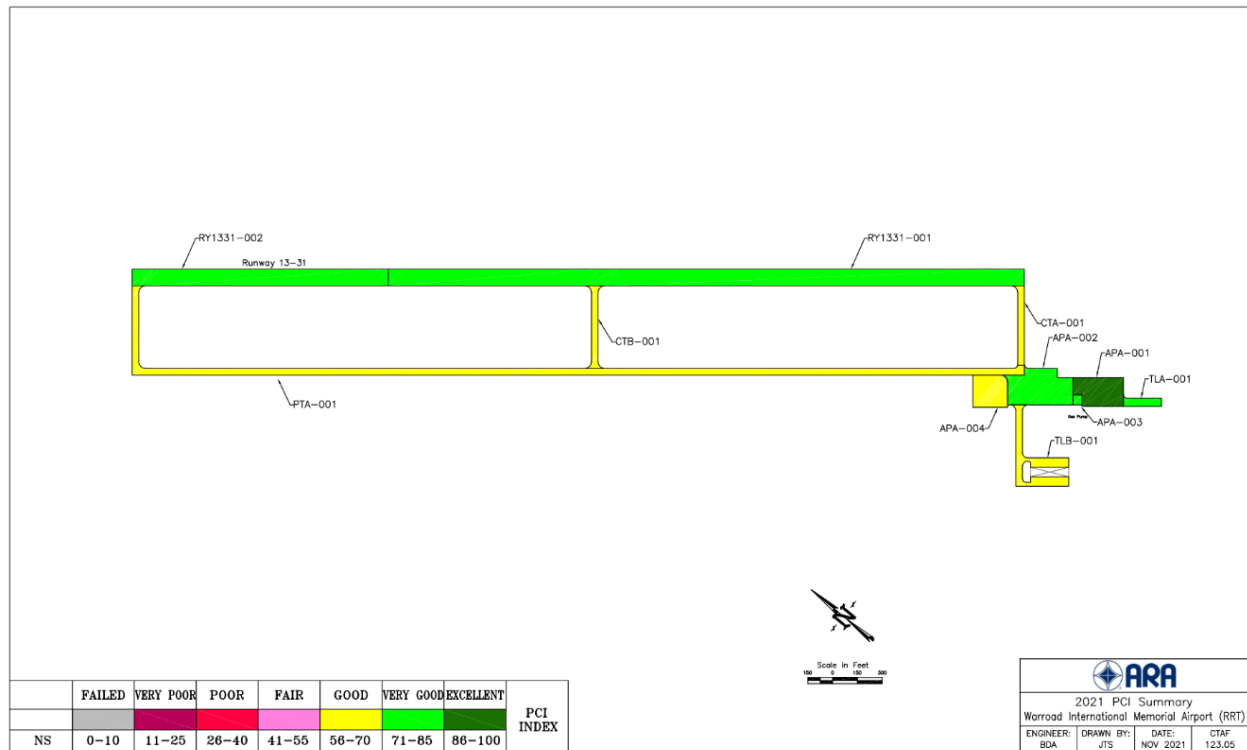 RY1331-002
RY1331-001
Runway 13-31
CTA-001
CTB-001
APA-002
APA-001
TLA-001
PTA-001
APA-004
Gas Pump
APA-003
TLB-001
Scale in Feet
150 0 150 300
FAILED VERY POOR POOR FAIR GOOD VERY GOOD EXCELLENT
PCI INDEX
NS 0-10 11-25 26-40 41-55 56-70 71-85 86-100
ARA
2021 PCI Summary
Warroad International Memorial Airport (RRT)
ENGINEER: DRAWN BY: DATE: CTAF
BDA JTS NOV 2021 123.05